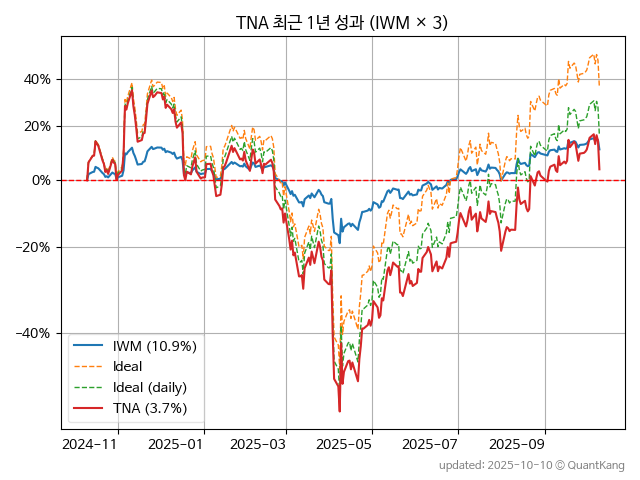 TNA 최근 1년 성과 (IWM × 3)
40%
20%
0%
−20%
−40%
IWM (10.9%)
Ideal
Ideal (daily)
TNA (3.7%)
2024-11 2025-01 2025-03 2025-05 2025-07 2025-09
updated: 2025-10-10 © QuantKang